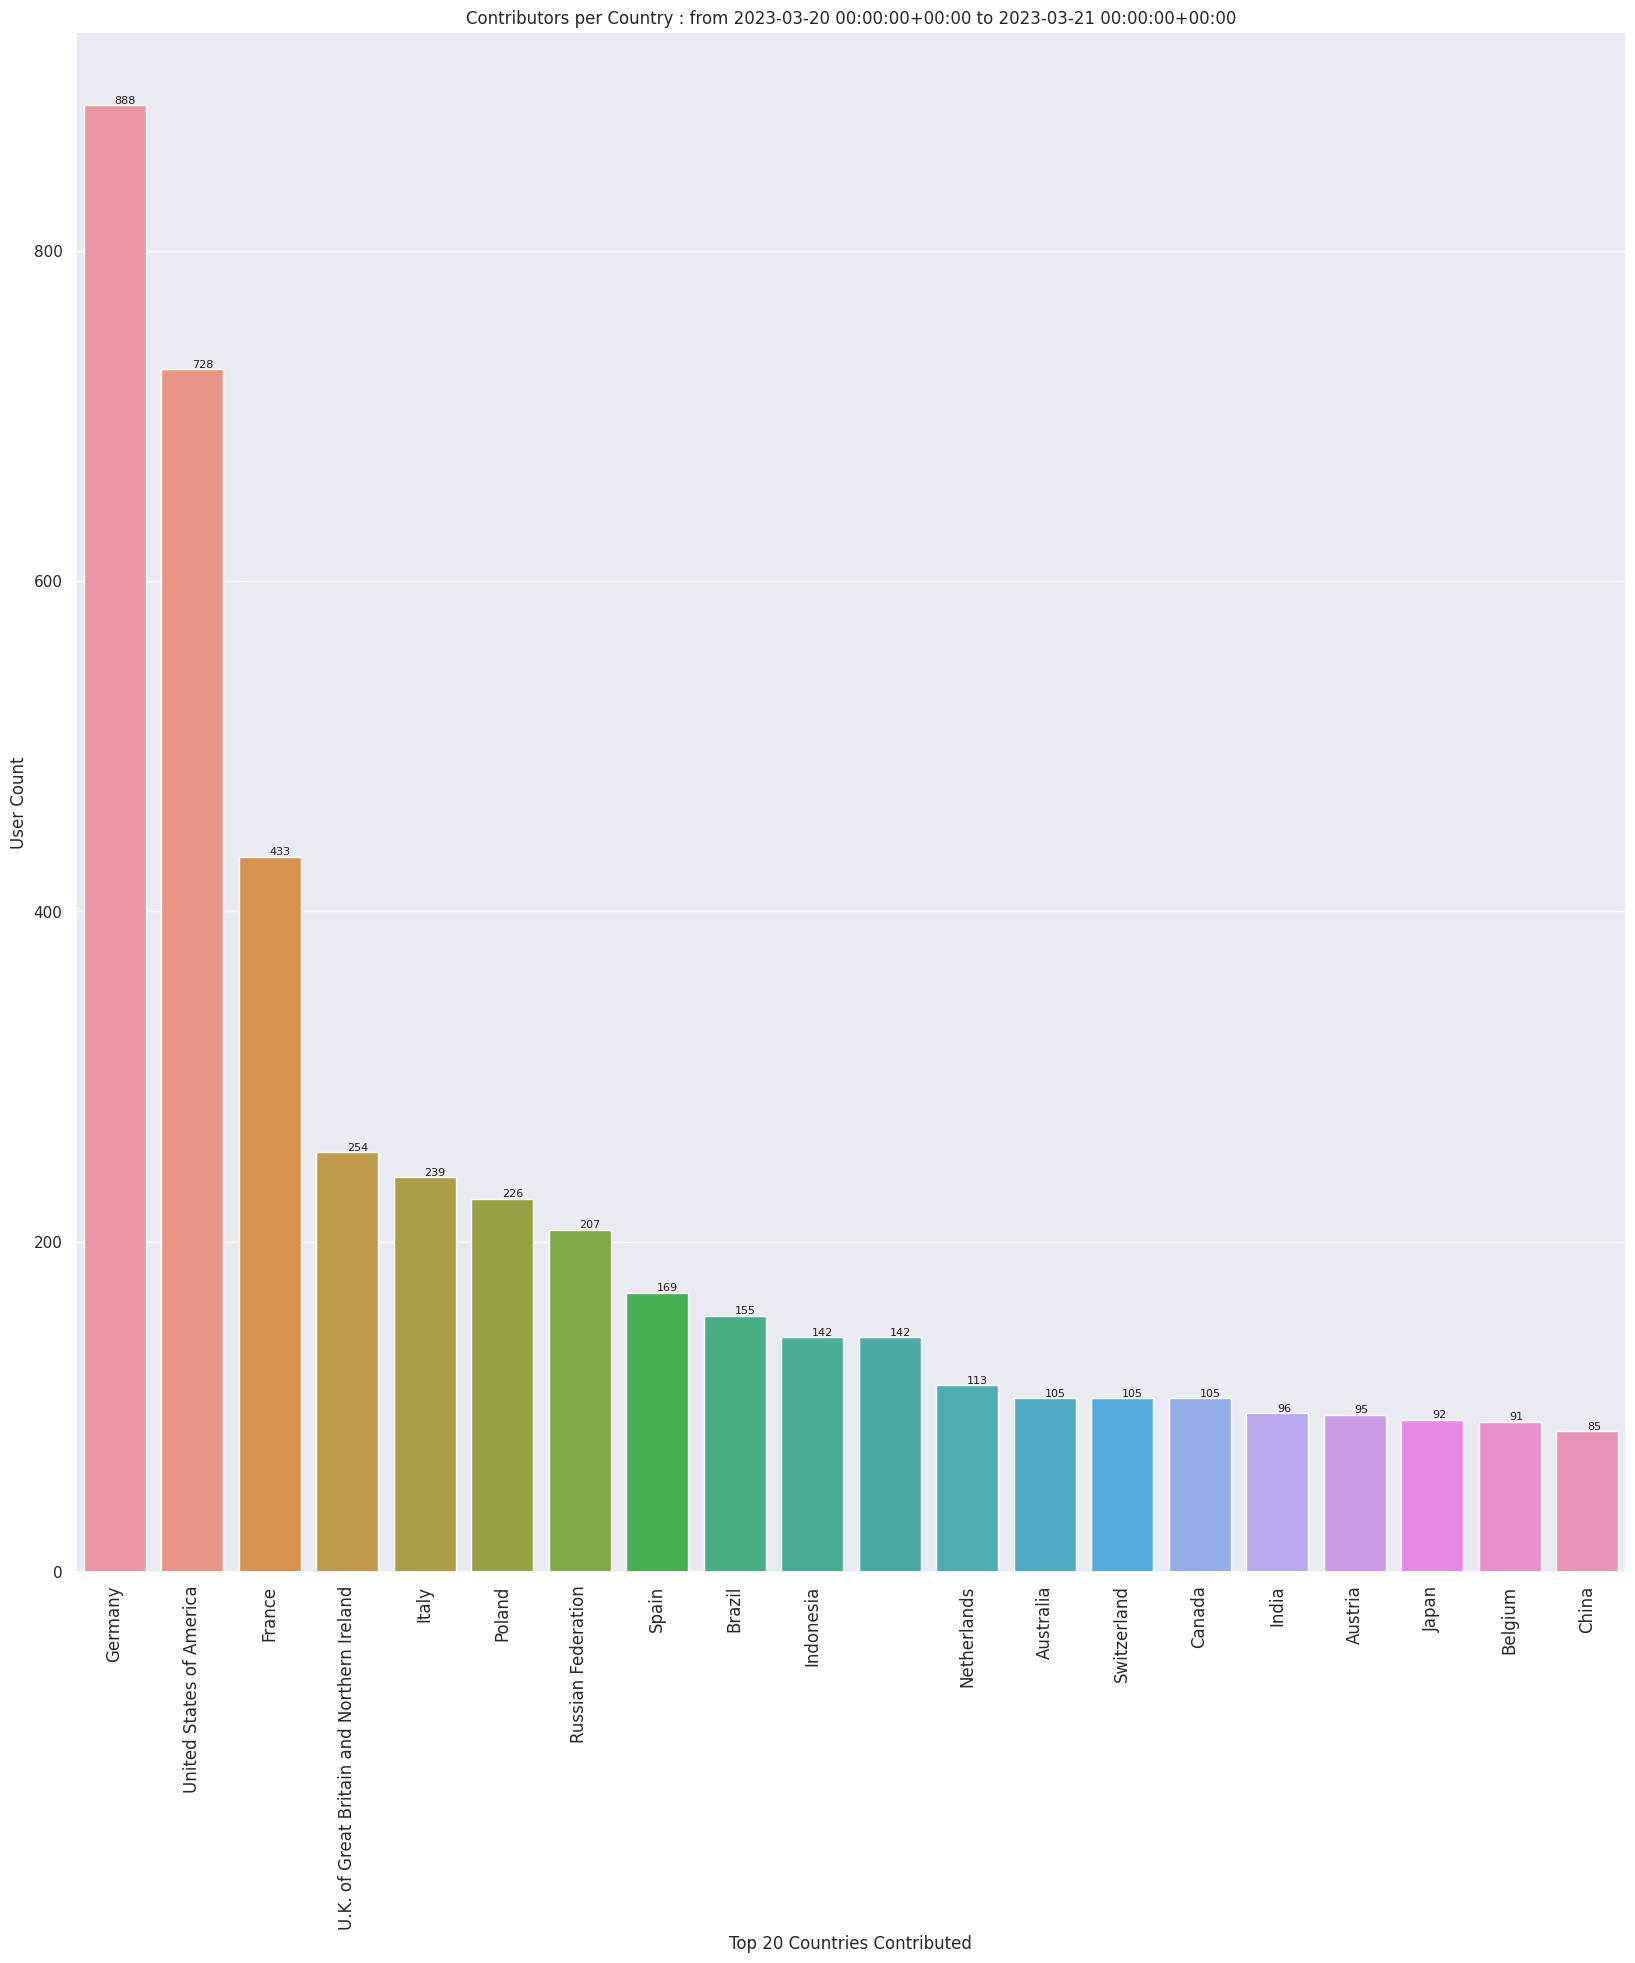 Contributors per Country : from 2023-03-20 00:00:00+00:00 to 2023-03-21 00:00:00+00:00
User Count
800
600
400
200
0
888
728
433
254
239
226
207
169
155
142
142
113
105
105
105
96
95
92
91
85
Germany
United States of America
France
U.K. of Great Britain and Northern Ireland
Italy
Poland
Russian Federation
Spain
Brazil
Indonesia
Netherlands
Australia
Switzerland
Canada
India
Austria
Japan
Belgium
China
Top 20 Countries Contributed